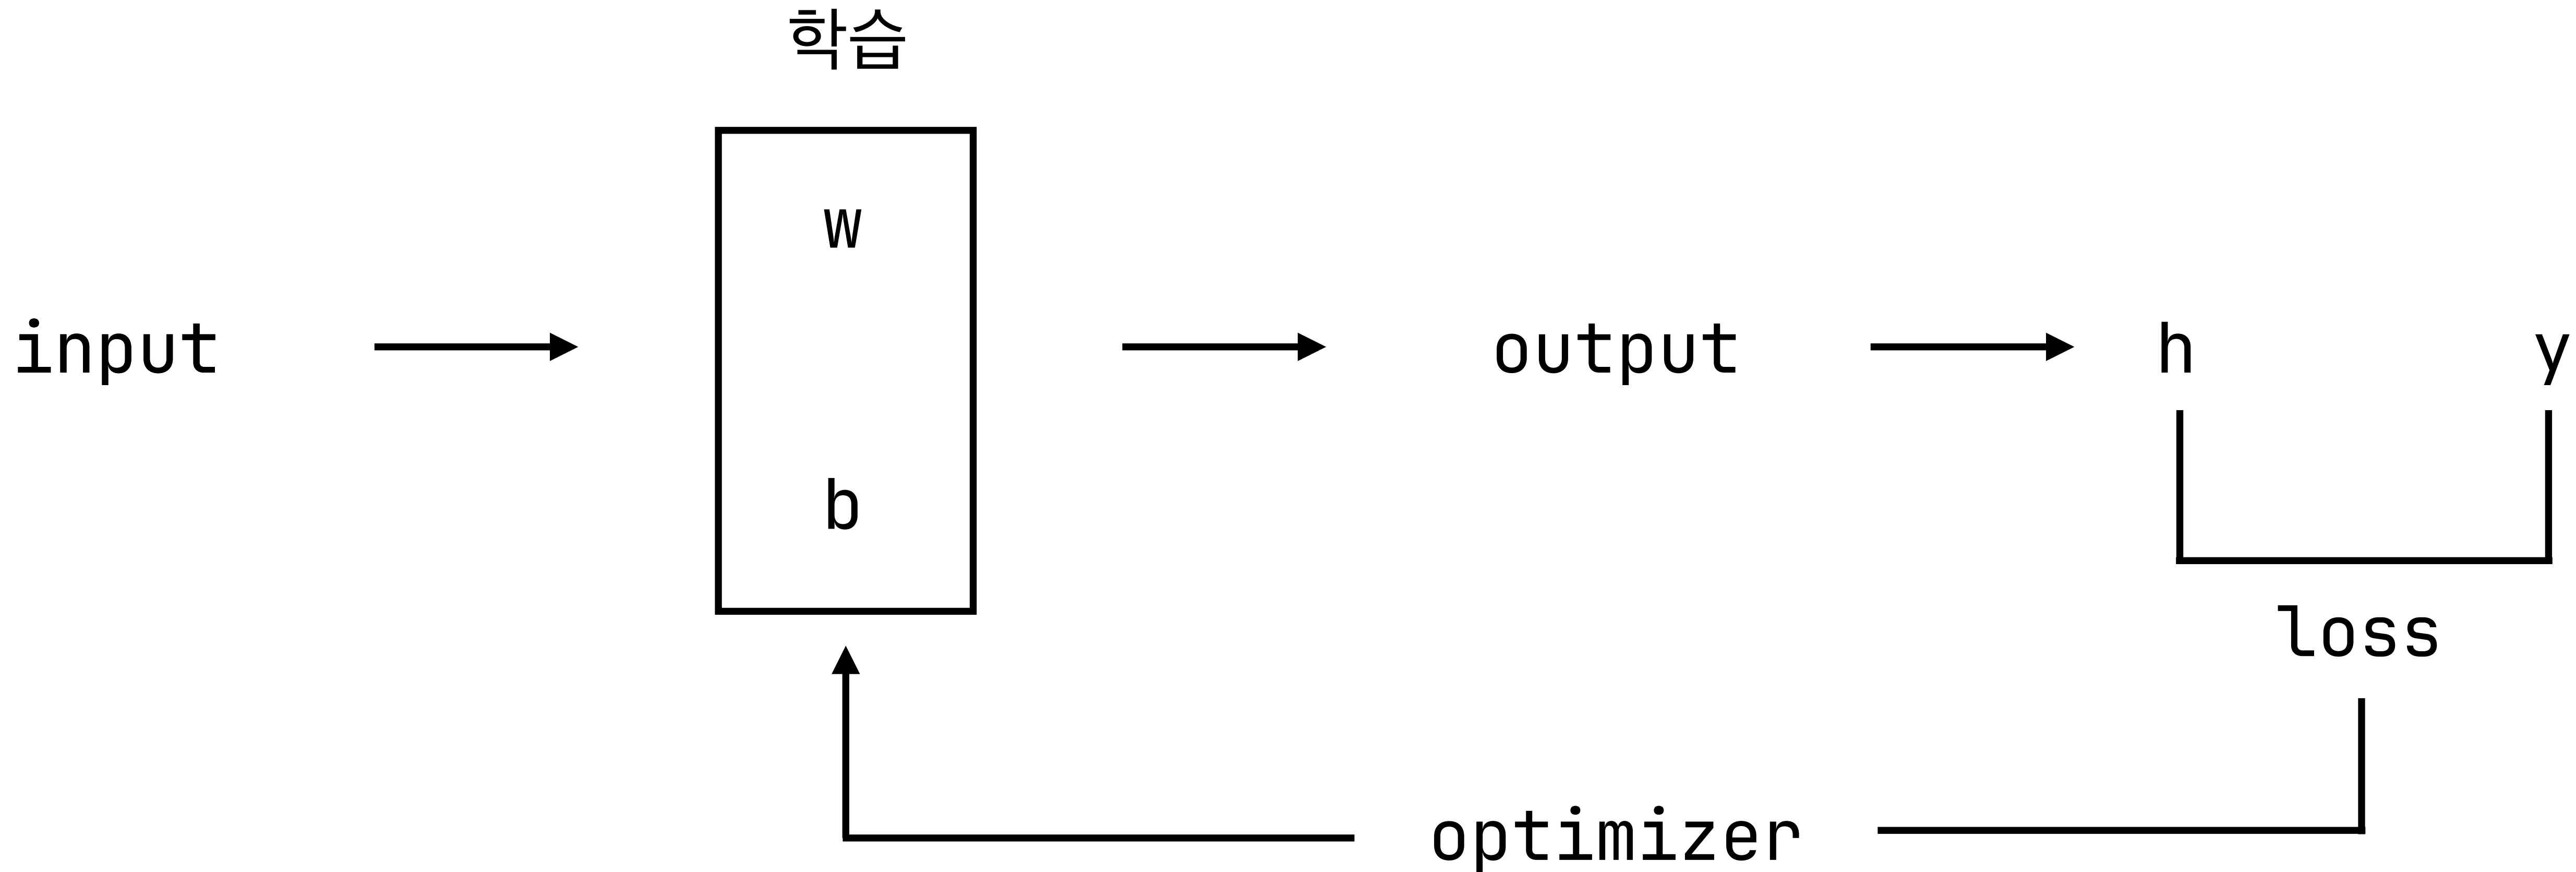 학습
w
input
output
h
y
b
loss
optimizer